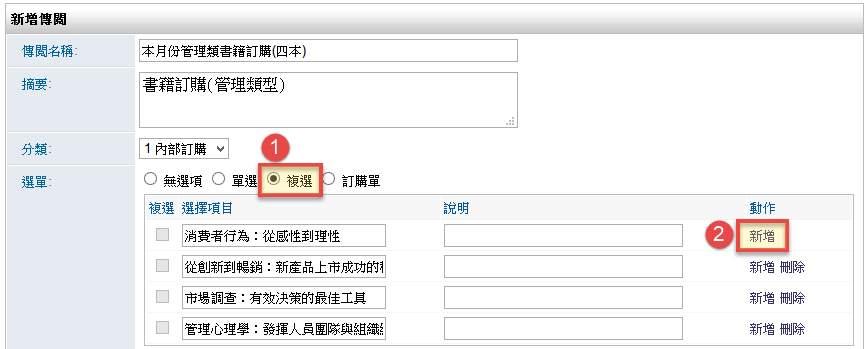 新增傳閱
傳閱名稱: 本月份管理類書籍訂購(四本)
摘要: 書籍訂購(管理類型)
分類: 1 內部訂購
1
選單: 無選項 單選 複選 訂購單
複選 選擇項目 說明 動作
消費者行為：從感性到理性 2 新增
從創新到暢銷：新產品上市成功的 新增 刪除
市場調查：有效決策的最佳工具 新增 刪除
管理心理學：發揮人員團隊與組織 新增 刪除